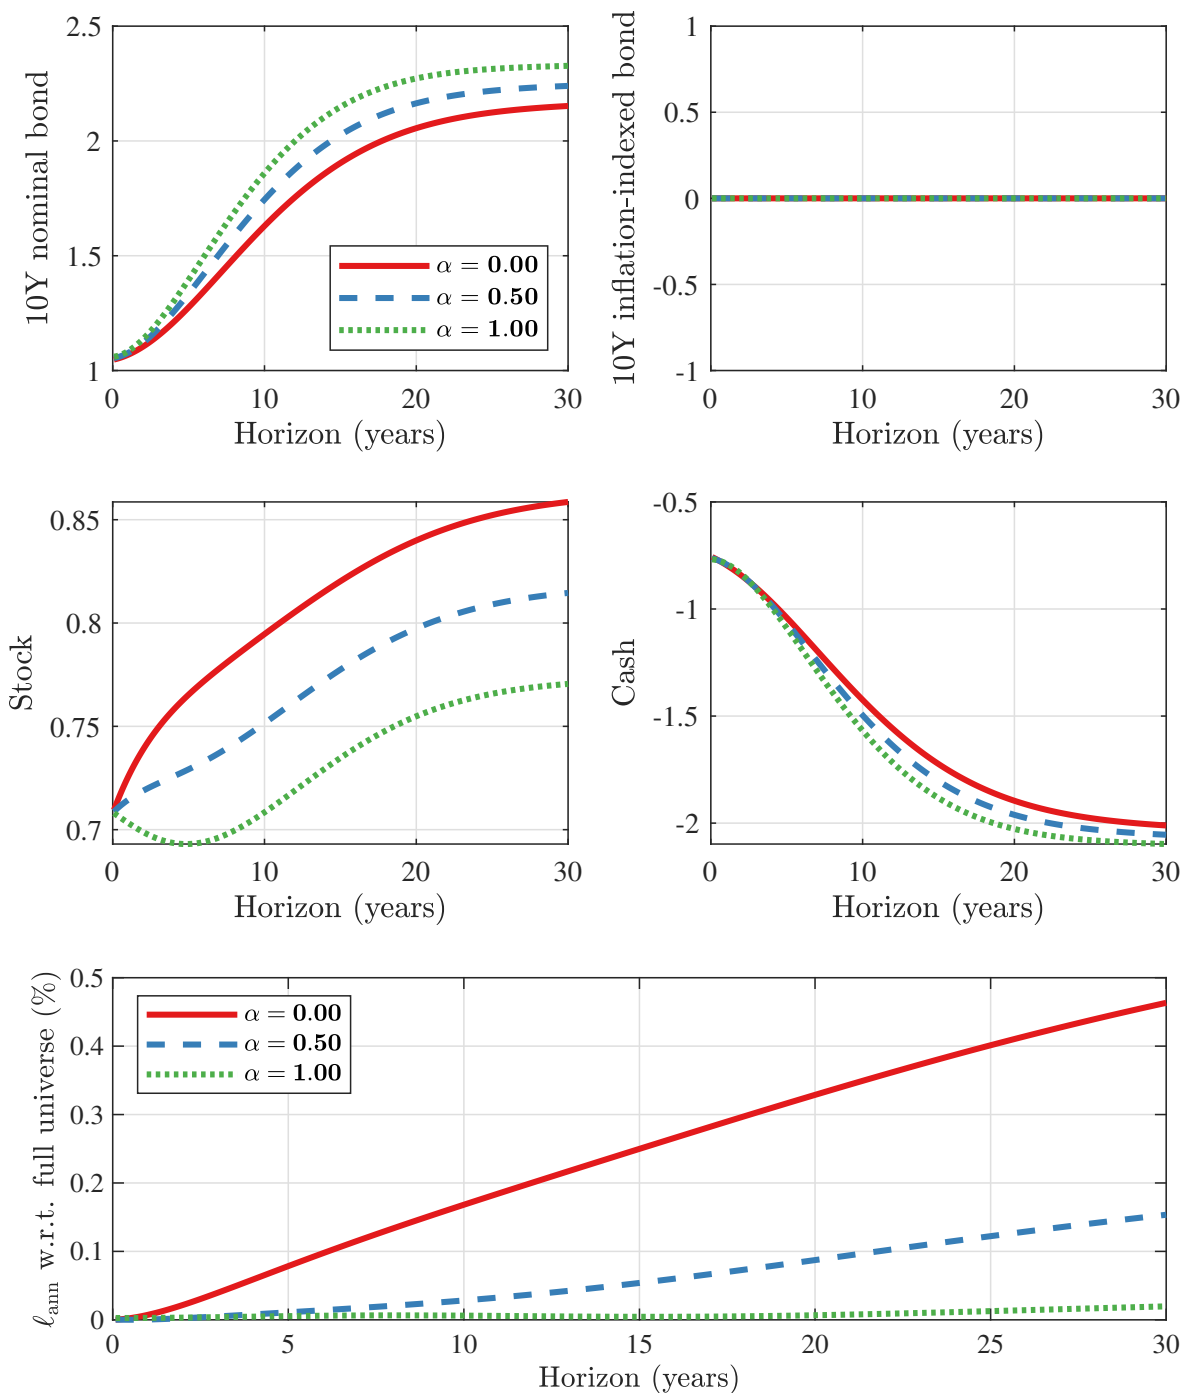 10Y nominal bond
2.5
2
1.5
1
0 10 20 30
Horizon (years)
α = 0.00
α = 0.50
α = 1.00
10Y inflation-indexed bond
1
0.5
0
-0.5
-1
0 10 20 30
Horizon (years)
Stock
0.85
0.8
0.75
0.7
0 10 20 30
Horizon (years)
Cash
-0.5
-1
-1.5
-2
0 10 20 30
Horizon (years)
ℓann w.r.t. full universe (%)
0.5
0.4
0.3
0.2
0.1
0
α = 0.00
α = 0.50
α = 1.00
0 5 10 15 20 25 30
Horizon (years)